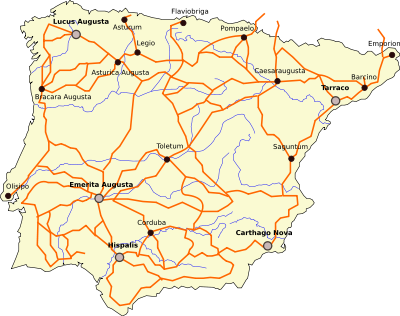 Flaviobriga
Lucus Augusta
Asturum
Pompaelo
Legio
Emporion
Asturica Augusta
Caesaraugusta
Barcino
Tarraco
Bracara Augusta
Toletum
Saguntum
Olisipo
Emerita Augusta
Corduba
Carthago Nova
Hispalis